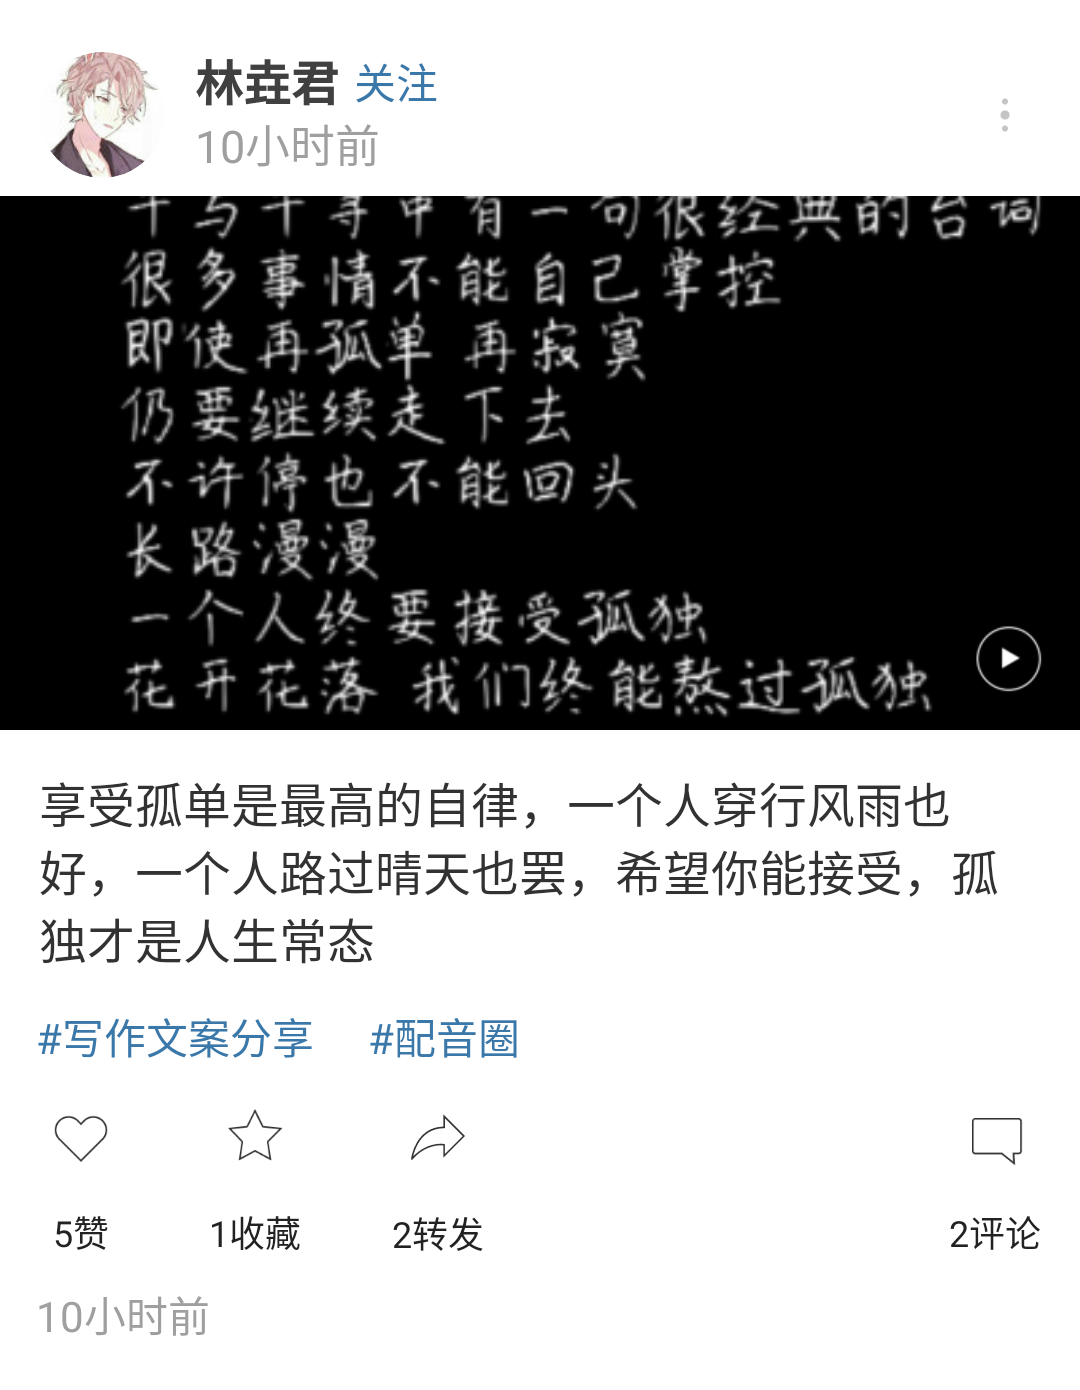 林垚君 关注
10小时前
千与千寻中有一句很经典的台词
很多事情不能自己掌控
即使再孤单 再寂寞
仍要继续走下去
不许停也不能回头
长路漫漫
一个人终要接受孤独
花开花落 我们终能熬过孤独
享受孤单是最高的自律，一个人穿行风雨也
好，一个人路过晴天也罢，希望你能接受，孤
独才是人生常态
#写作文案分享 #配音圈
5赞 1收藏 2转发 2评论
10小时前